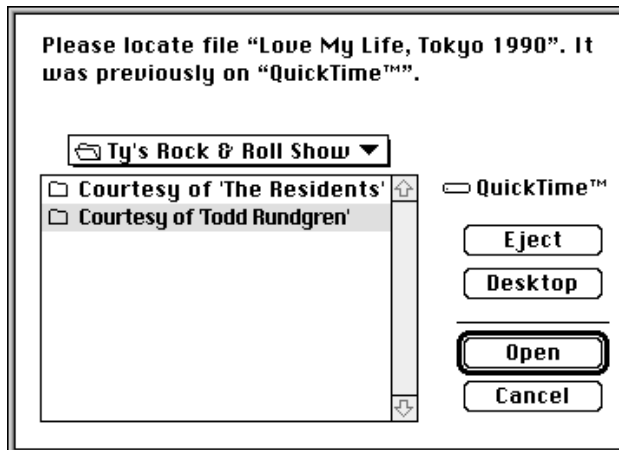 Please locate file “Love My Life, Tokyo 1990”. It
was previously on “QuickTime™”.
Ty's Rock & Roll Show
Courtesy of 'The Residents'
Courtesy of 'Todd Rundgren'
QuickTime™
Eject
Desktop
Open
Cancel